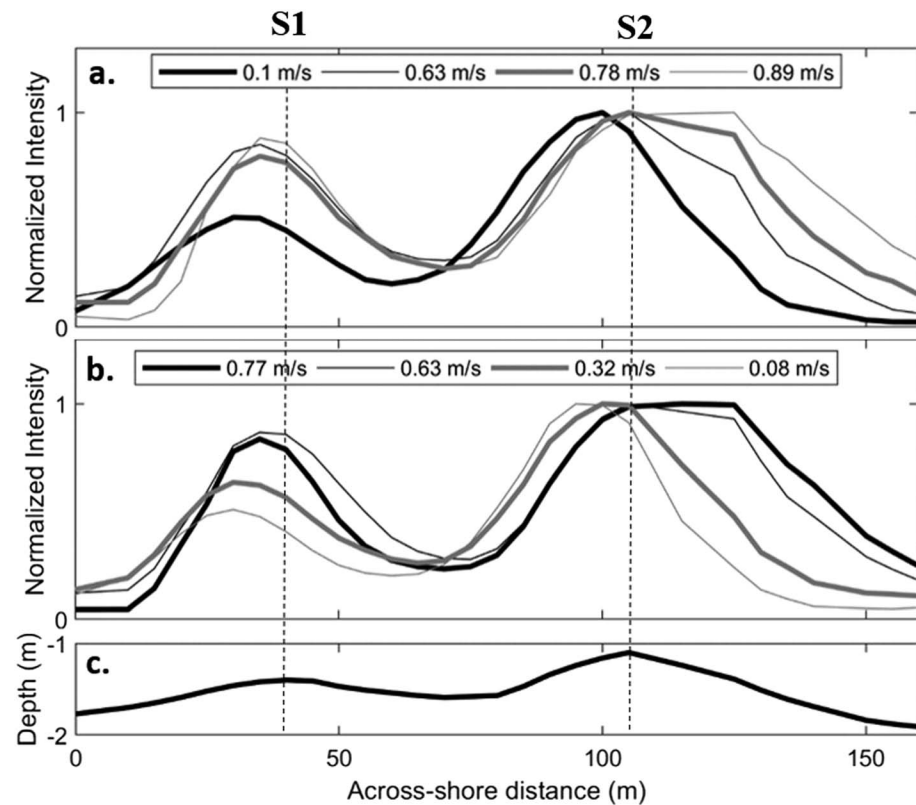 S1 S2
a.
0.1 m/s 0.63 m/s 0.78 m/s 0.89 m/s
Normalized Intensity
1
0
b.
0.77 m/s 0.63 m/s 0.32 m/s 0.08 m/s
Normalized Intensity
1
0
c.
Depth (m)
-1
-2
0 50 100 150
Across-shore distance (m)